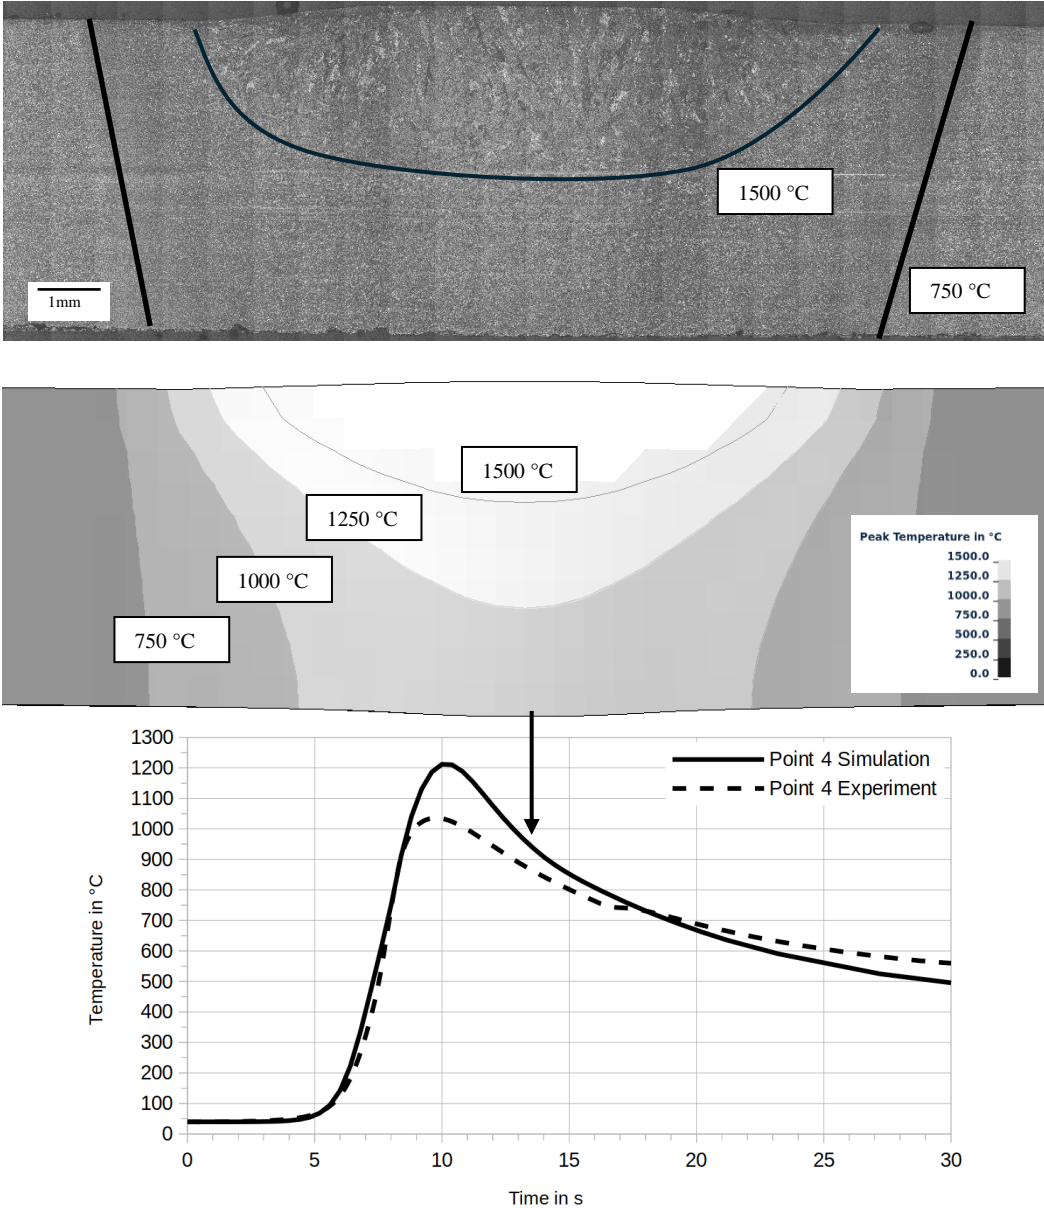 1500 °C
750 °C
1mm
1500 °C
1250 °C
1000 °C
750 °C
Peak Temperature in °C
1500.0
1250.0
1000.0
750.0
500.0
250.0
0.0
1300
1200
1100
1000
900
800
700
600
500
400
300
200
100
0
Temperature in °C
Point 4 Simulation
Point 4 Experiment
0 5 10 15 20 25 30
Time in s